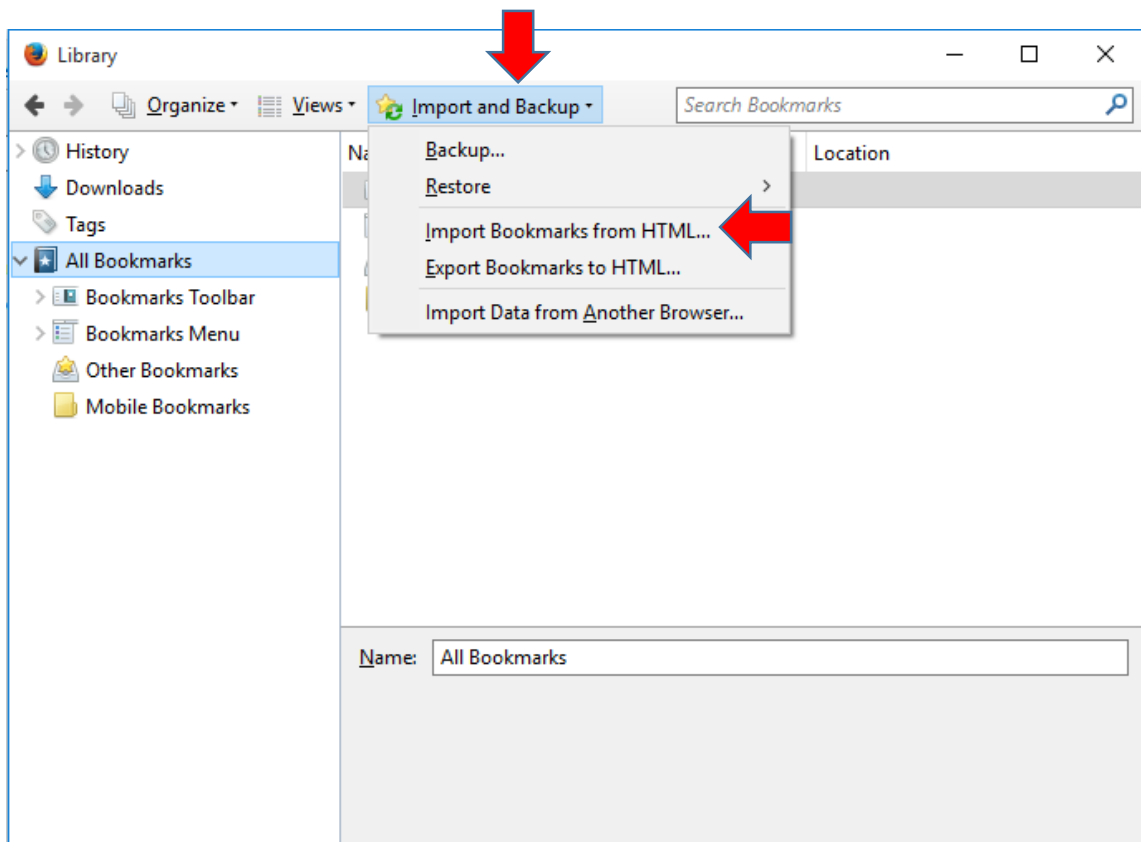 Library
Organize Views Import and Backup Search Bookmarks
History
Downloads
Tags
All Bookmarks
Bookmarks Toolbar
Bookmarks Menu
Other Bookmarks
Mobile Bookmarks
Na Location
Backup...
Restore
Import Bookmarks from HTML...
Export Bookmarks to HTML...
Import Data from Another Browser...
Name: All Bookmarks